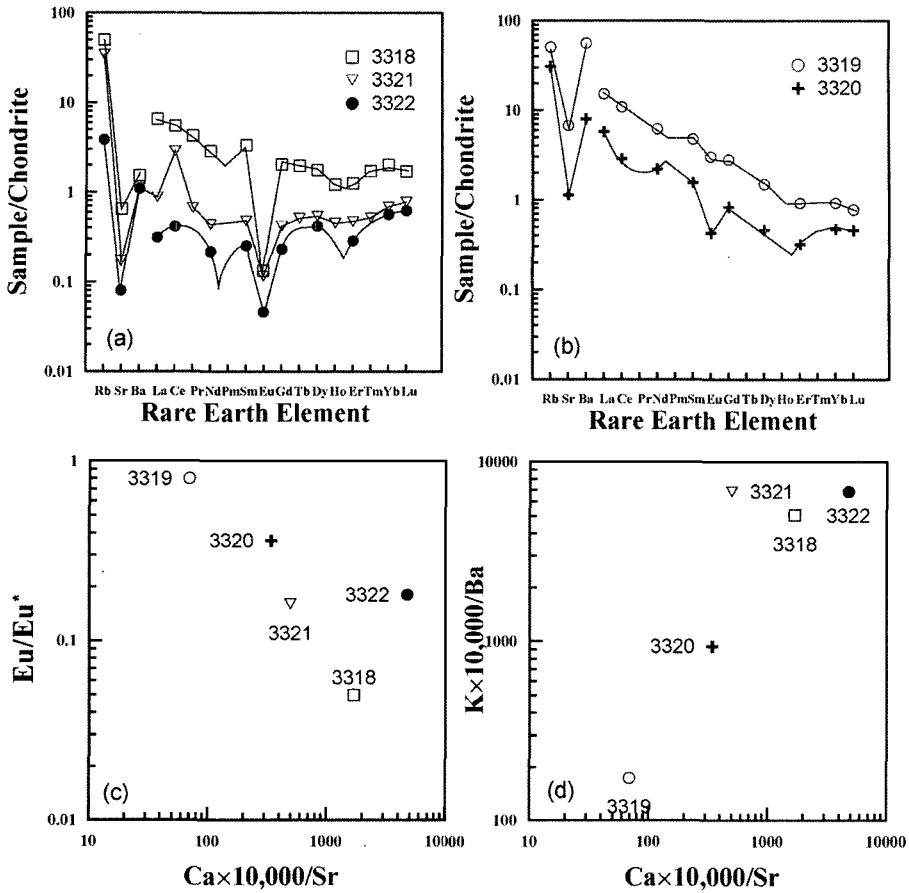 100
10
1
0.1
0.01
Sample/Chondrite
3318
3321
3322
(a)
Rb Sr Ba La Ce Pr Nd Pm Sm Eu Gd Tb Dy Ho Er Tm Yb Lu
Rare Earth Element
100
10
1
0.1
0.01
Sample/Chondrite
3319
3320
(b)
Rb Sr Ba La Ce Pr Nd Pm Sm Eu Gd Tb Dy Ho Er Tm Yb Lu
Rare Earth Element
1
0.1
0.01
Eu/Eu*
3319
3320
3321
3322
3318
(c)
10 100 1000 10000
Ca×10,000/Sr
10000
1000
100
K×10,000/Ba
3321
3322
3318
3320
3319
(d)
10 100 1000 10000
Ca×10,000/Sr